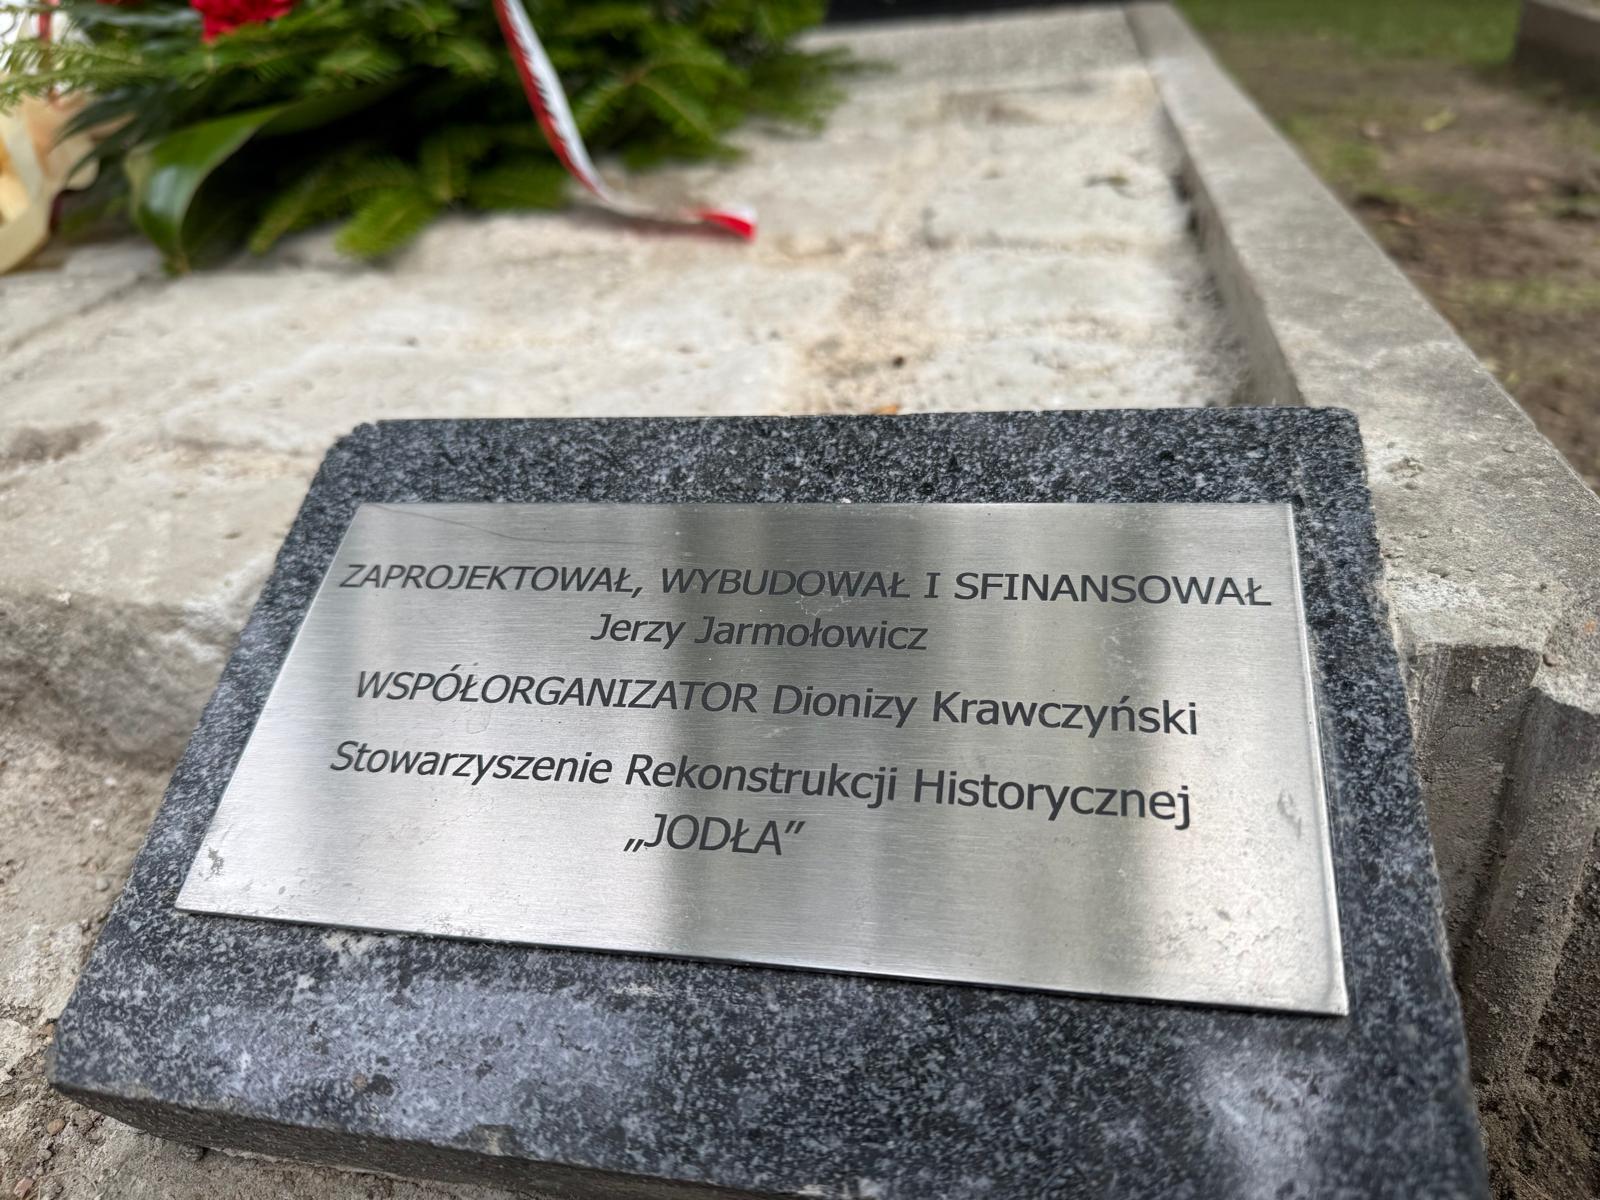 ZAPROJEKTOWAŁ, WYBUDOWAŁ I SFINANSOWAŁ
Jerzy Jarmołowicz
WSPÓŁORGANIZATOR Dionizy Krawczyński
Stowarzyszenie Rekonstrukcji Historycznej
„JODŁA”